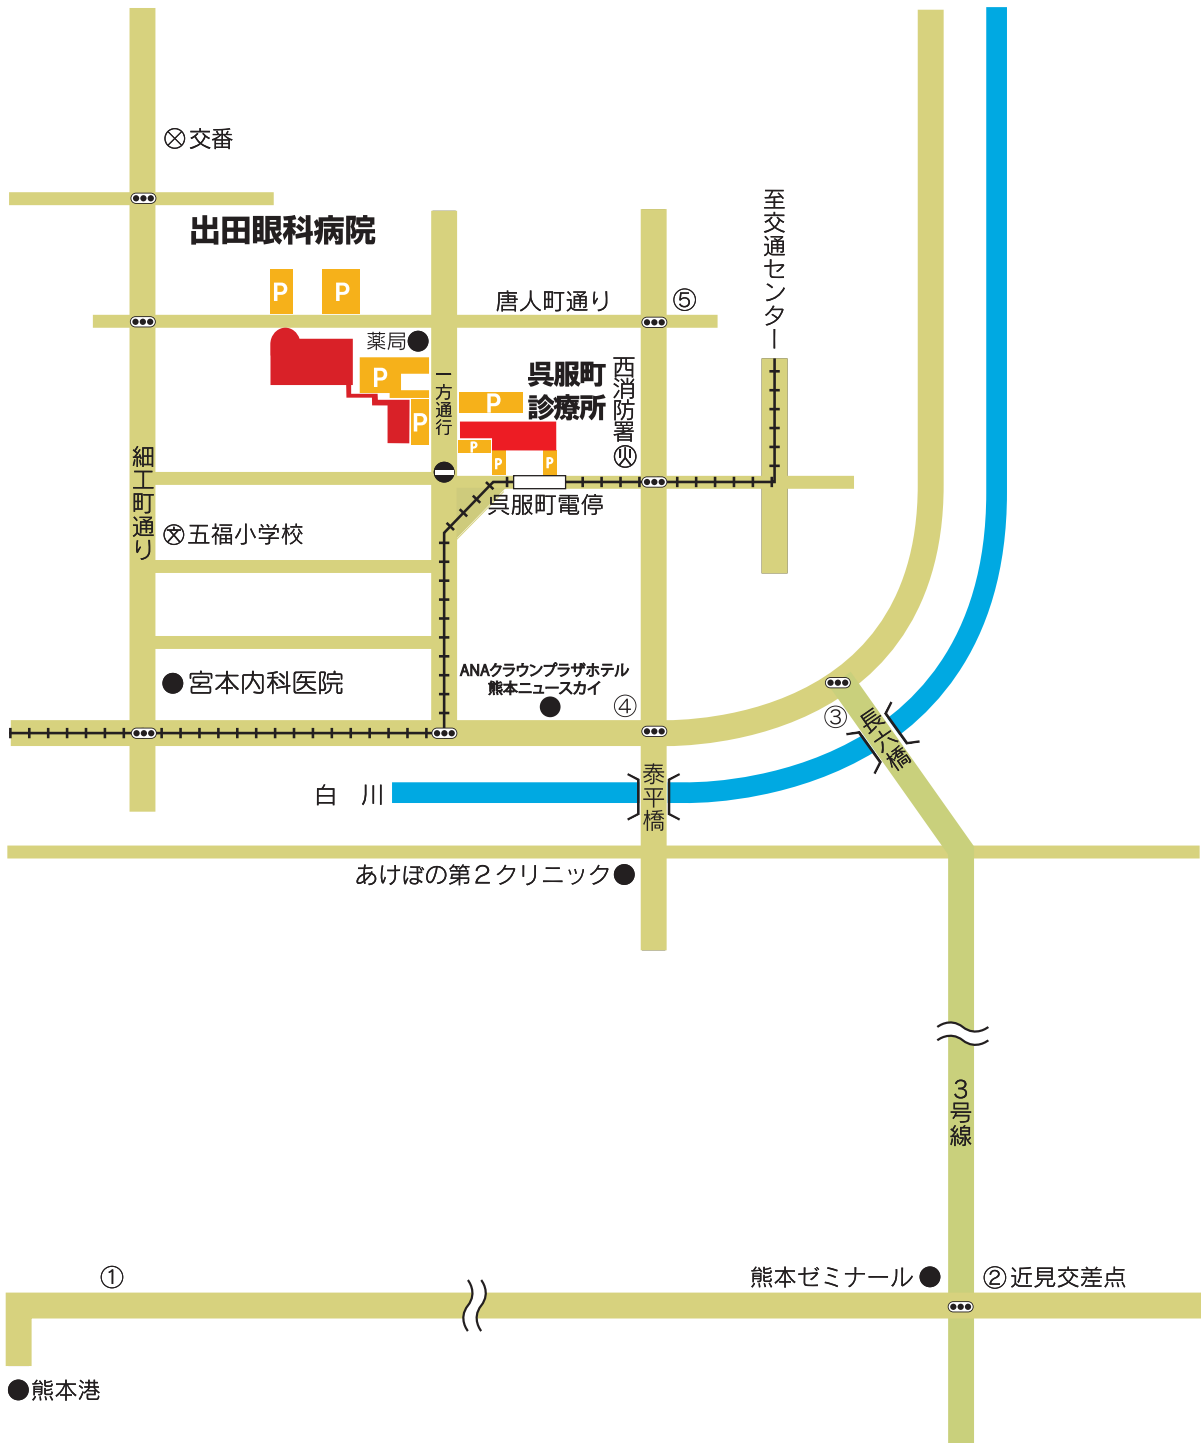 交番
出田眼科病院
P
P
唐人町通り
⑤
至交通センター
薬局
P
P
一方通行
呉服町
診療所
P
P
P
P
西消防署
呉服町電停
細工町通り
文
五福小学校
宮本内科医院
ANAクラウンプラザホテル
熊本ニュースカイ
④
③
長六橋
白 川
泰平橋
あけぼの第2クリニック
3号線
①
熊本ゼミナール
②近見交差点
熊本港